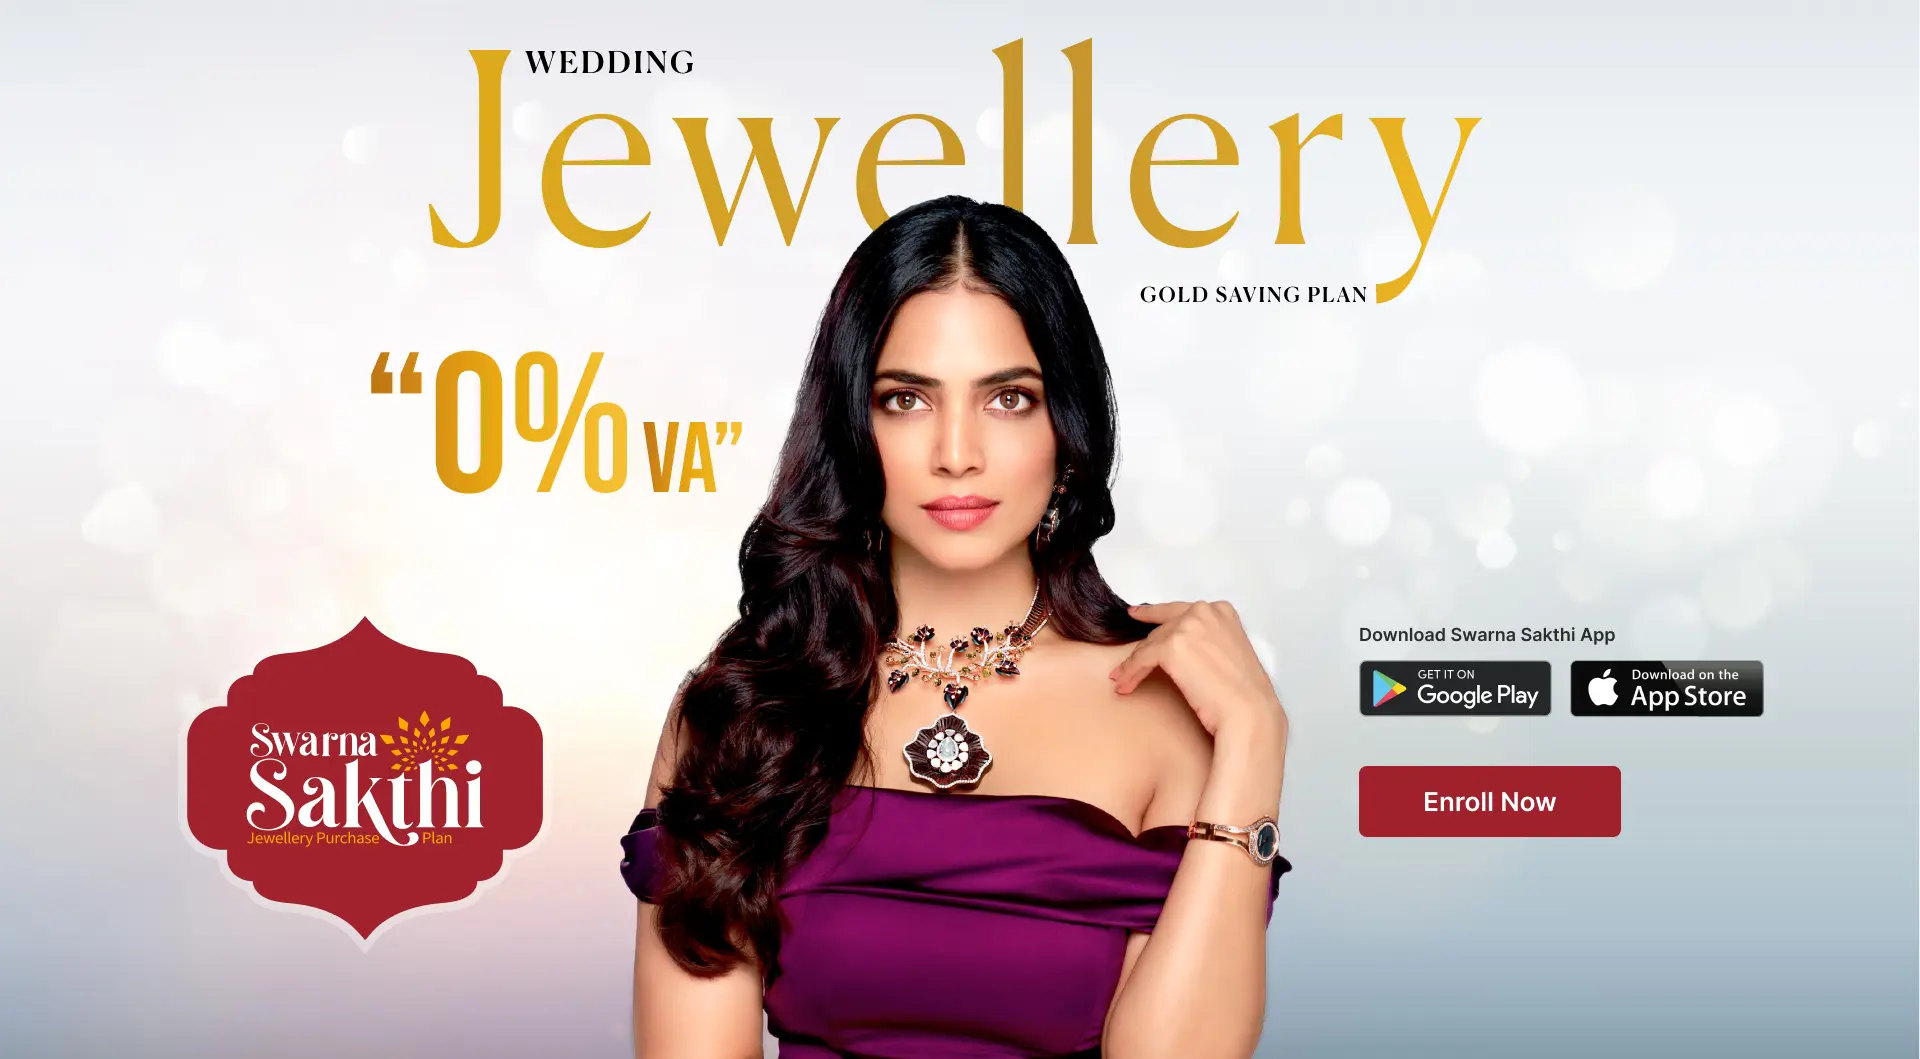 WEDDING
Jewellery
GOLD SAVING PLAN
“0% VA”
Swarna
Sakthi
Jewellery Purchase Plan
Download Swarna Sakthi App
GET IT ON
Google Play
Download on the
App Store
Enroll Now